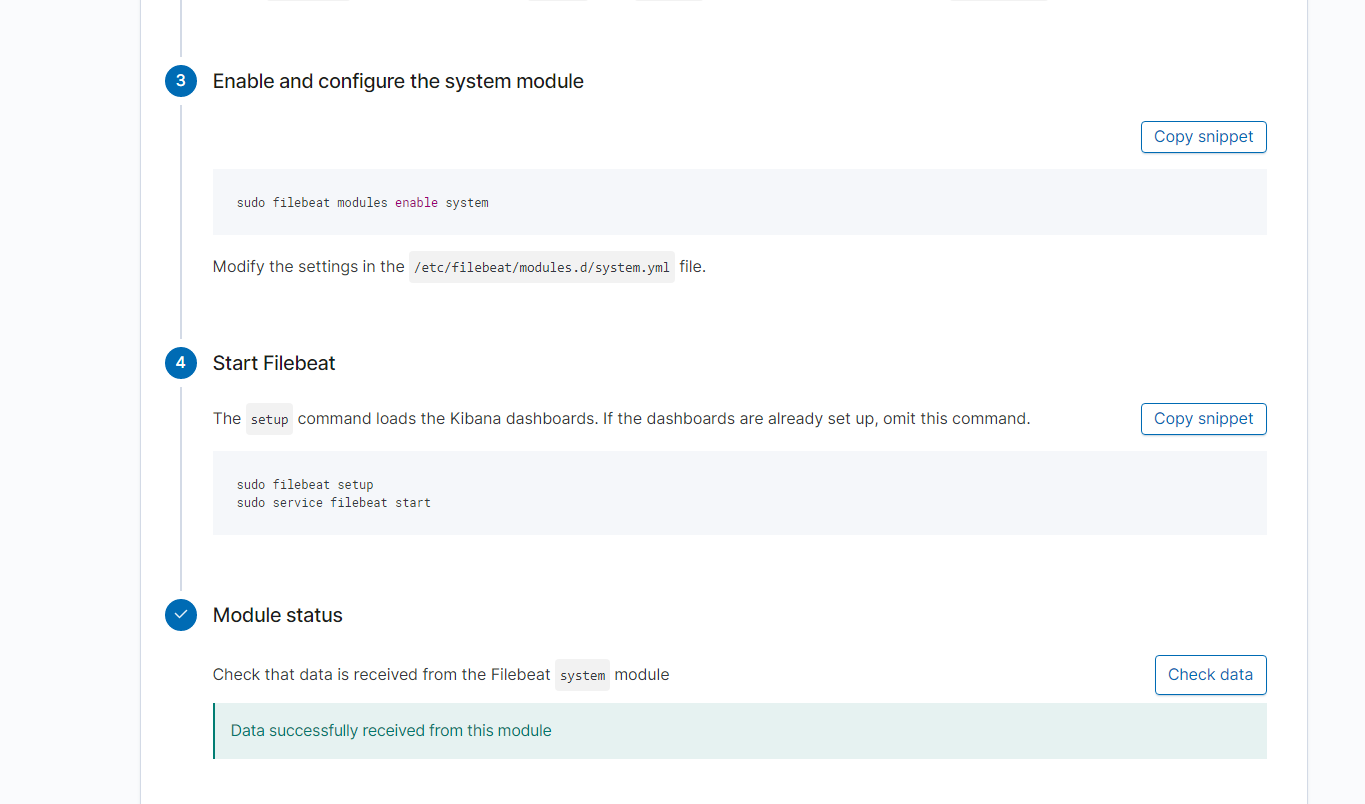 3 Enable and configure the system module
Copy snippet
sudo filebeat modules enable system
Modify the settings in the /etc/filebeat/modules.d/system.yml file.
4 Start Filebeat
The setup command loads the Kibana dashboards. If the dashboards are already set up, omit this command.
Copy snippet
sudo filebeat setup
sudo service filebeat start
Module status
Check that data is received from the Filebeat system module
Check data
Data successfully received from this module